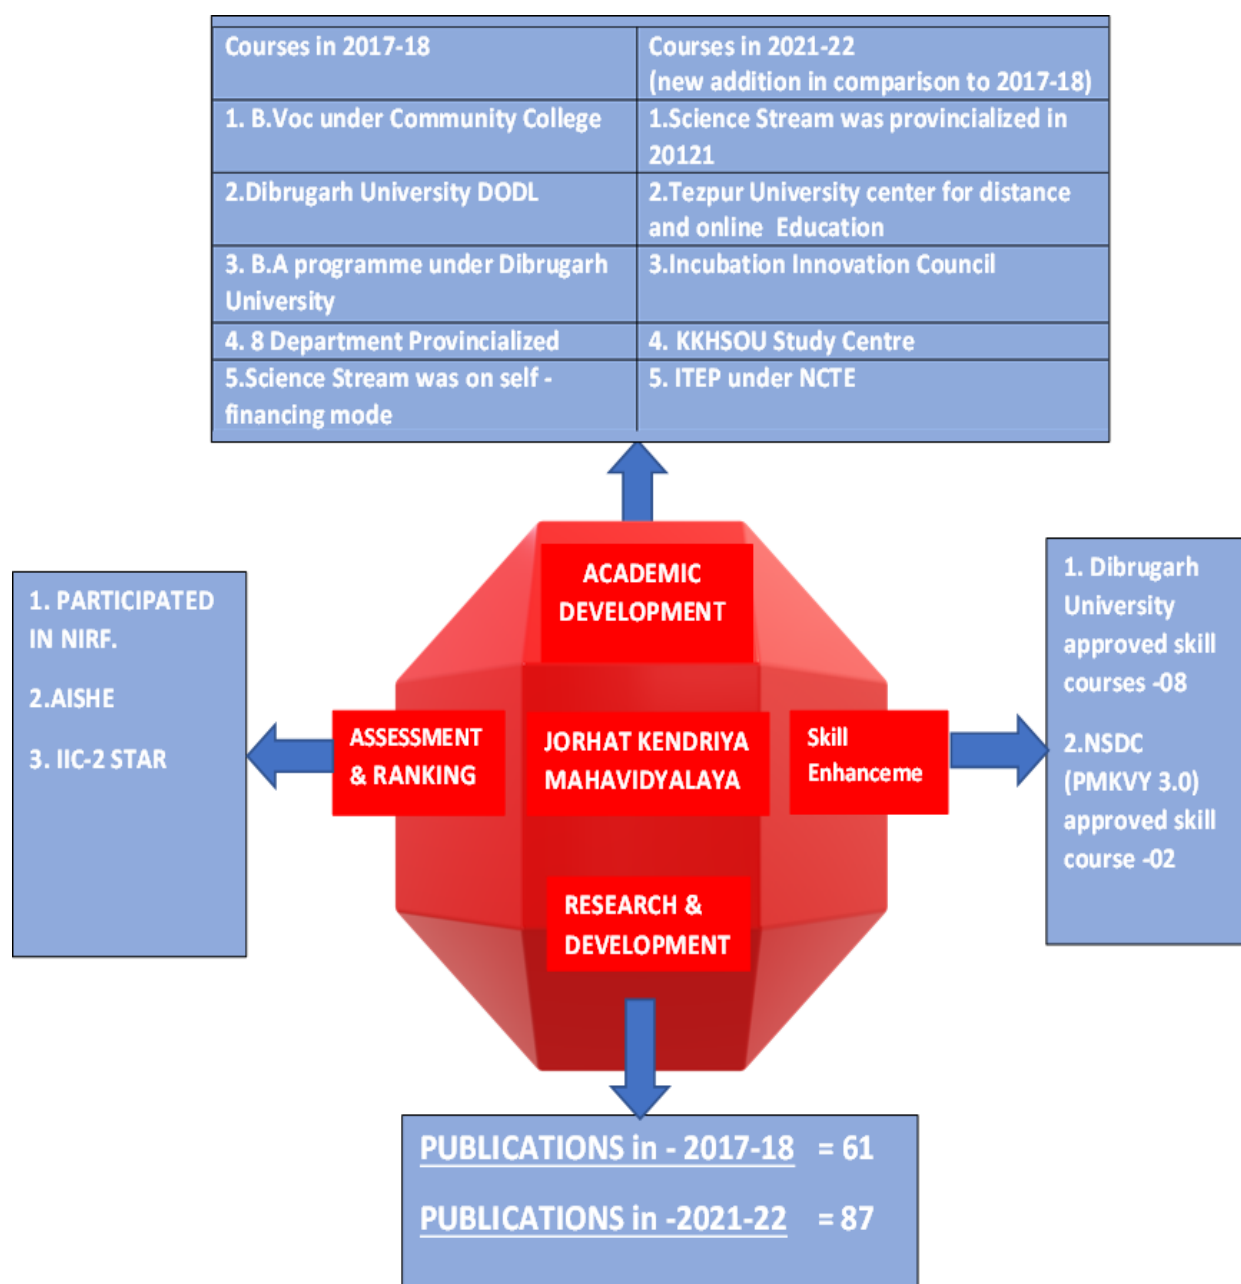 Courses in 2017-18
Courses in 2021-22
(new addition in comparison to 2017-18)
1. B.Voc under Community College
1.Science Stream was provincialized in
20121
2.Dibrugarh University DODL
2.Tezpur University center for distance
and online Education
3. B.A programme under Dibrugarh
University
3.Incubation Innovation Council
4. 8 Department Provincialized
4. KKHSOU Study Centre
5.Science Stream was on self -
financing mode
5. ITEP under NCTE
ACADEMIC
DEVELOPMENT
1. PARTICIPATED
IN NIRF.
2.AISHE
3. IIC-2 STAR
ASSESSMENT
& RANKING
JORHAT KENDRIYA
MAHAVIDYALAYA
Skill
Enhanceme
1. Dibrugarh
University
approved skill
courses -08
2.NSDC
(PMKVY 3.0)
approved skill
course -02
RESEARCH &
DEVELOPMENT
PUBLICATIONS in - 2017-18 = 61
PUBLICATIONS in -2021-22 = 87